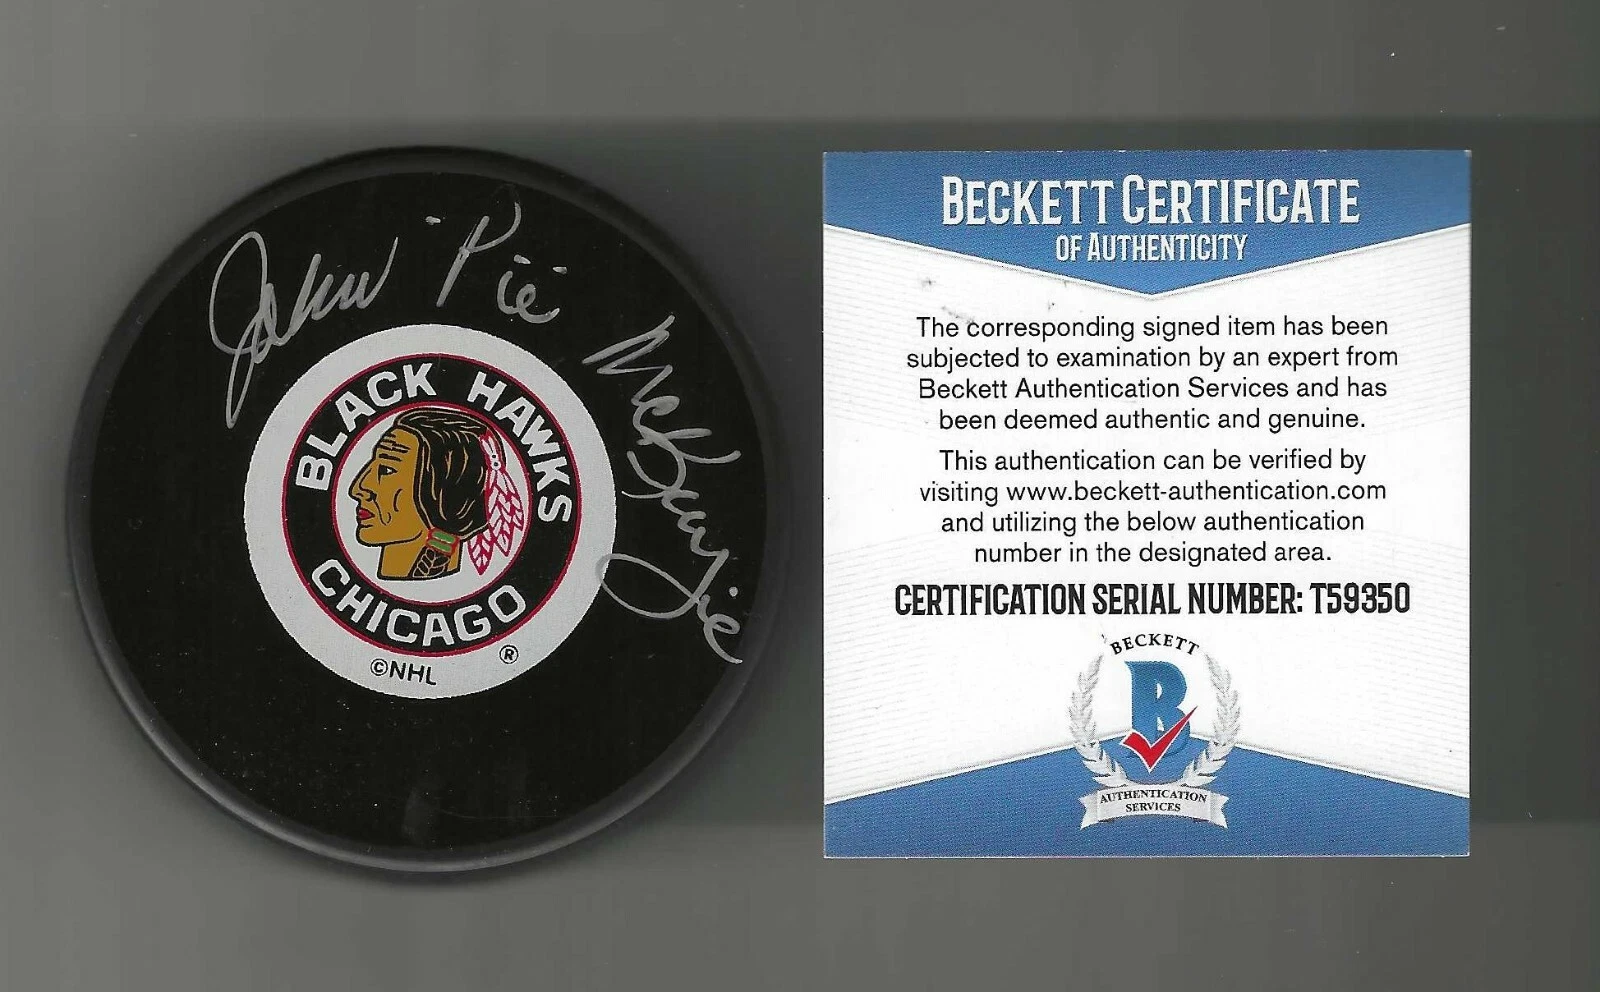 John "Pie" McKenzie
BLACK HAWKS
CHICAGO
©NHL ®
BECKETT CERTIFICATE
OF AUTHENTICITY
The corresponding signed item has been
subjected to examination by an expert from
Beckett Authentication Services and has
been deemed authentic and genuine.
This authentication can be verified by
visiting www.beckett-authentication.com
and utilizing the below authentication
number in the designated area.
CERTIFICATION SERIAL NUMBER: T59350
BECKETT
B
AUTHENTICATION
SERVICES